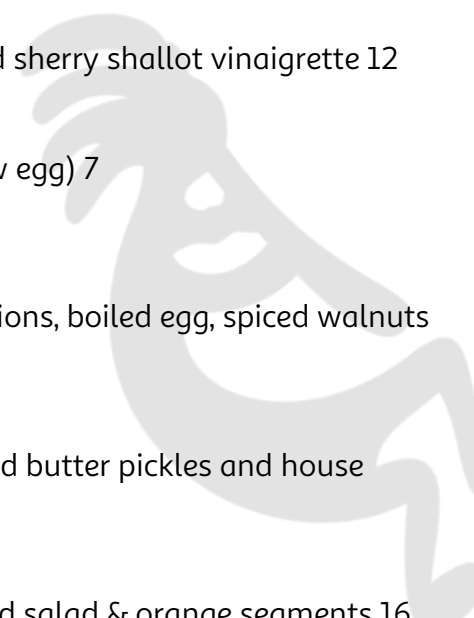 d sherry shallot vinaigrette 12
w egg) 7
ions, boiled egg, spiced walnuts
d butter pickles and house
d salad & orange segments 16